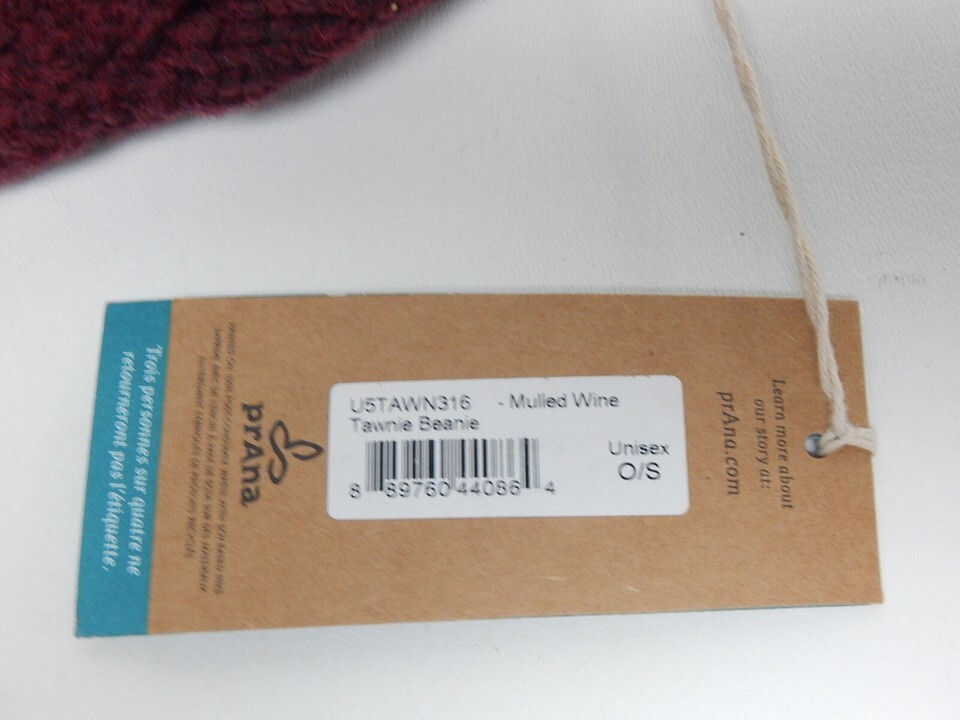 U5TAWN316 - Mulled Wine
Tawnie Beanie
Unisex
O/S
8 89760 44086 4
prAna
Learn more about
our story at:
prAna.com
Trois personnes sur quatre ne
retourneront pas l'étiquette.